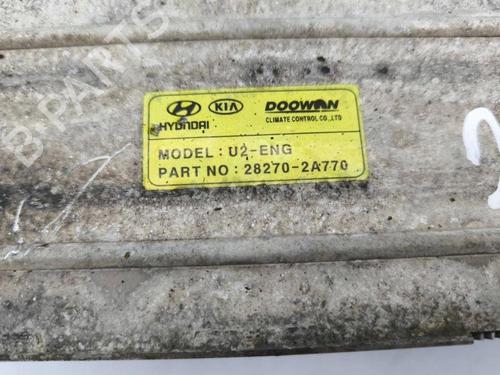 HYUNDAI KIA DOOWON
CLIMATE CONTROL CO.,LTD
MODEL : U2-ENG
PART NO : 28270-2A770